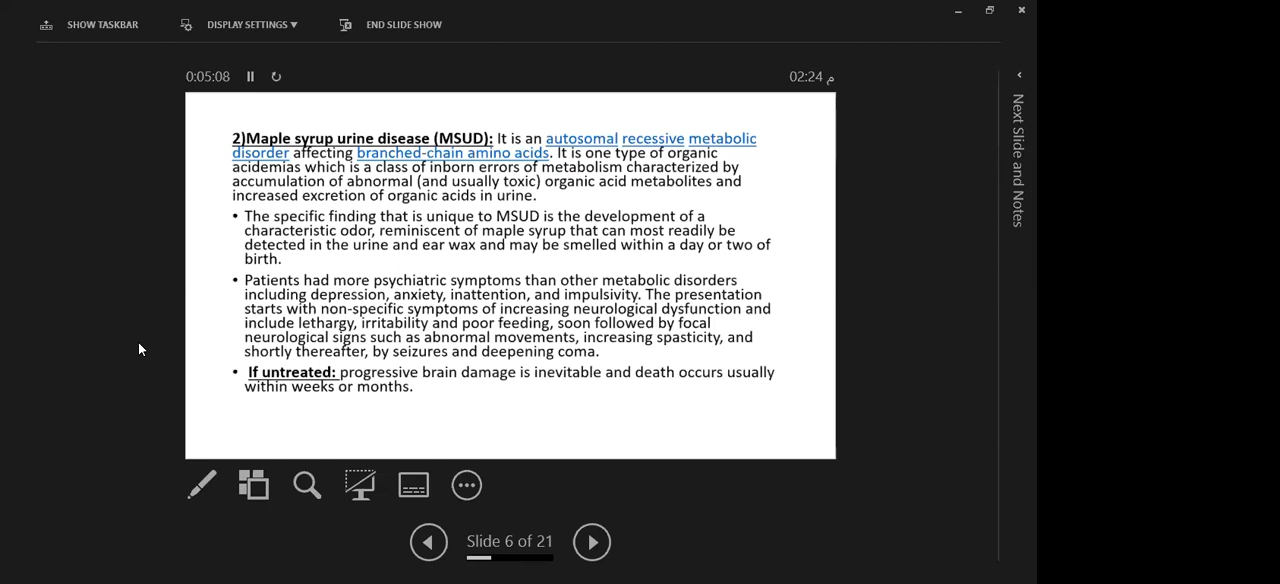 SHOW TASKBAR
DISPLAY SETTINGS ▼
END SLIDE SHOW
0:05:08
02:24 م
2)Maple syrup urine disease (MSUD): It is an autosomal recessive metabolic
disorder affecting branched-chain amino acids. It is one type of organic
acidemias which is a class of inborn errors of metabolism characterized by
accumulation of abnormal (and usually toxic) organic acid metabolites and
increased excretion of organic acids in urine.
• The specific finding that is unique to MSUD is the development of a
characteristic odor, reminiscent of maple syrup that can most readily be
detected in the urine and ear wax and may be smelled within a day or two of
birth.
• Patients had more psychiatric symptoms than other metabolic disorders
including depression, anxiety, inattention, and impulsivity. The presentation
starts with non-specific symptoms of increasing neurological dysfunction and
include lethargy, irritability and poor feeding, soon followed by focal
neurological signs such as abnormal movements, increasing spasticity, and
shortly thereafter, by seizures and deepening coma.
• If untreated: progressive brain damage is inevitable and death occurs usually
within weeks or months.
Slide 6 of 21
Next Slide and Notes